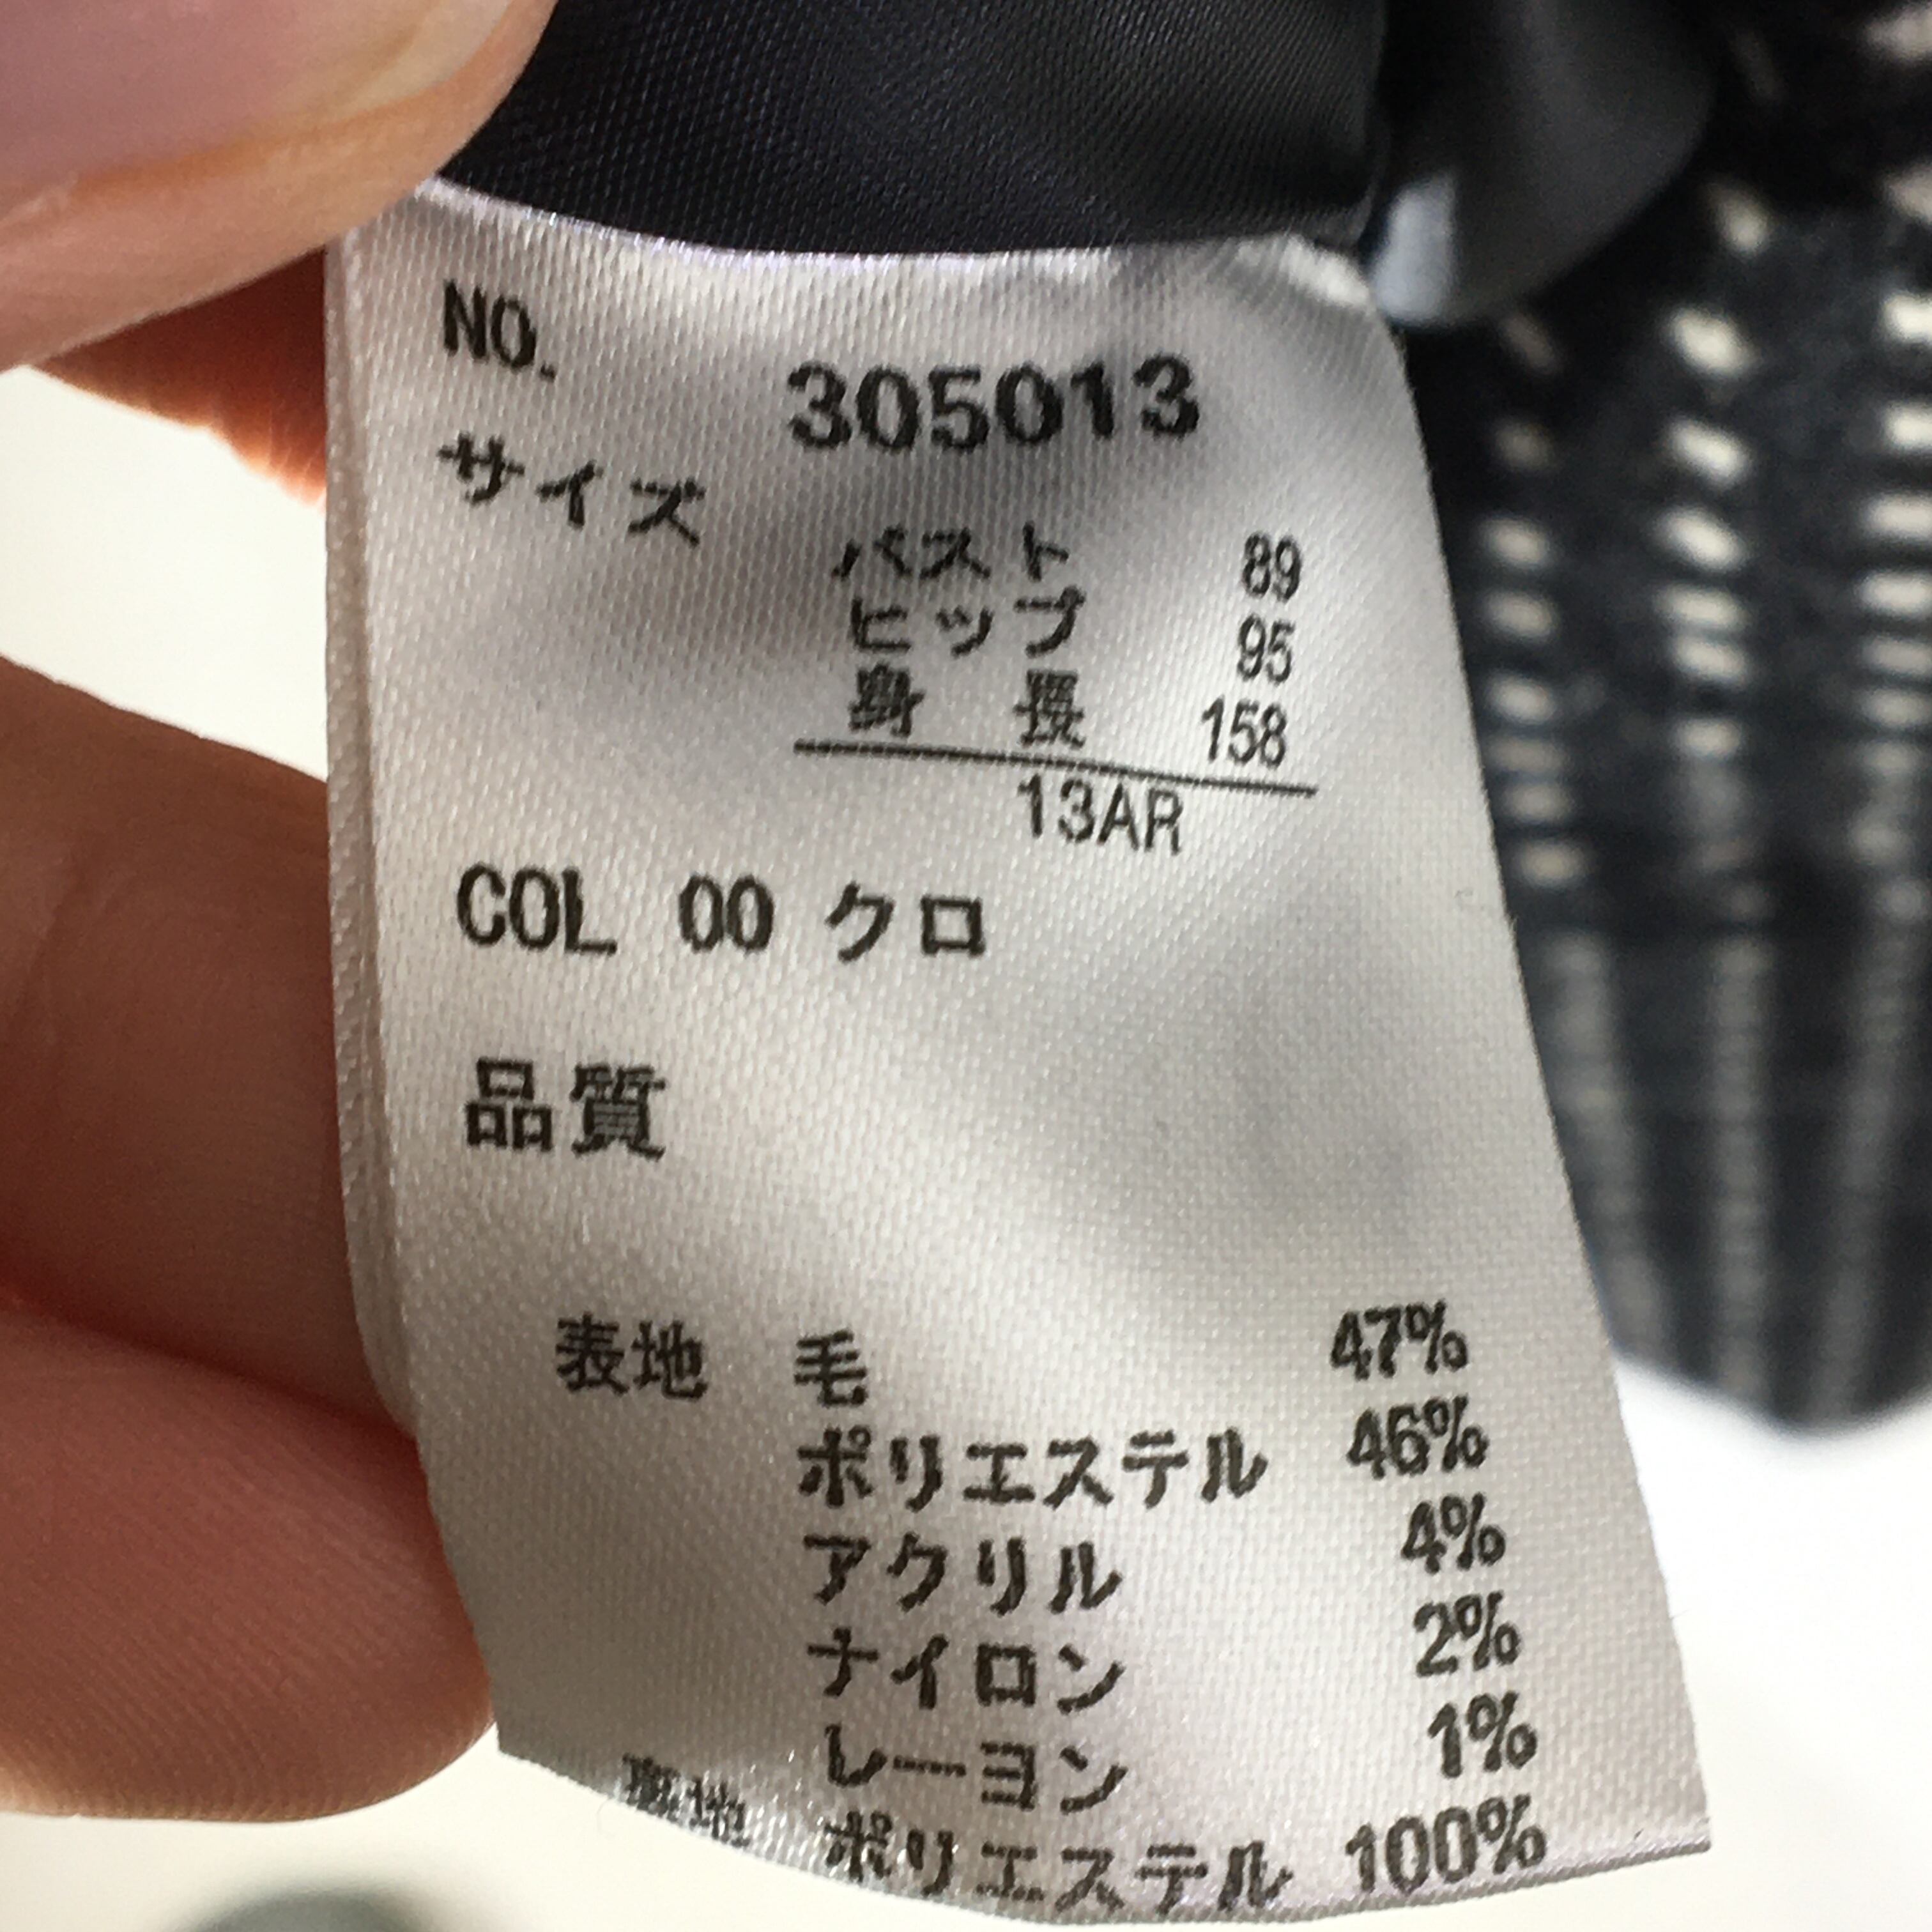 NO. 305013
サイズ
バスト 89
ヒップ 95
身長 158
13AR
COL 00 クロ
品質
表地 毛 47%
ポリエステル 46%
アクリル 4%
ナイロン 2%
レーヨン 1%
裏地 ポリエステル 100%